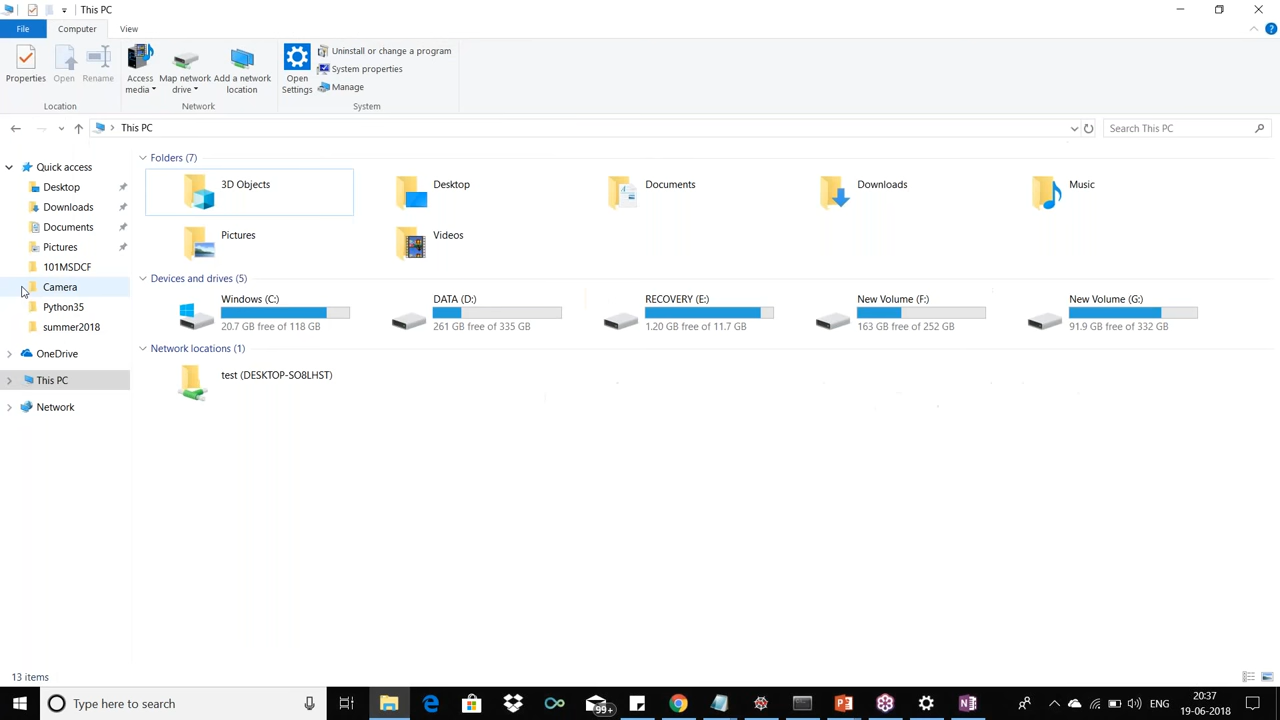 This PC
File
Computer
View
Properties
Open
Rename
Access media
Map network drive
Add a network location
Open Settings
Uninstall or change a program
System properties
Manage
Location
Network
System
This PC
Search This PC
Quick access
Desktop
Downloads
Documents
Pictures
101MSDCF
Camera
Python35
summer2018
OneDrive
This PC
Network
Folders (7)
3D Objects
Desktop
Documents
Downloads
Music
Pictures
Videos
Devices and drives (5)
Windows (C:)
20.7 GB free of 118 GB
DATA (D:)
261 GB free of 335 GB
RECOVERY (E:)
1.20 GB free of 11.7 GB
New Volume (F:)
163 GB free of 252 GB
New Volume (G:)
91.9 GB free of 332 GB
Network locations (1)
test (DESKTOP-SO8LHST)
13 items
Type here to search
99+
ENG
20:37
19-06-2018